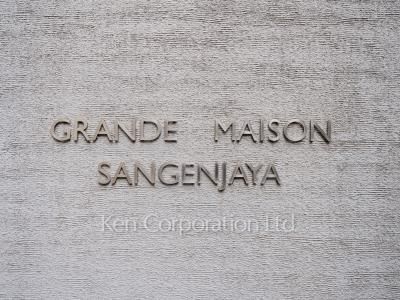 GRANDE MAISON
SANGENJAYA
Ken Corporation Ltd